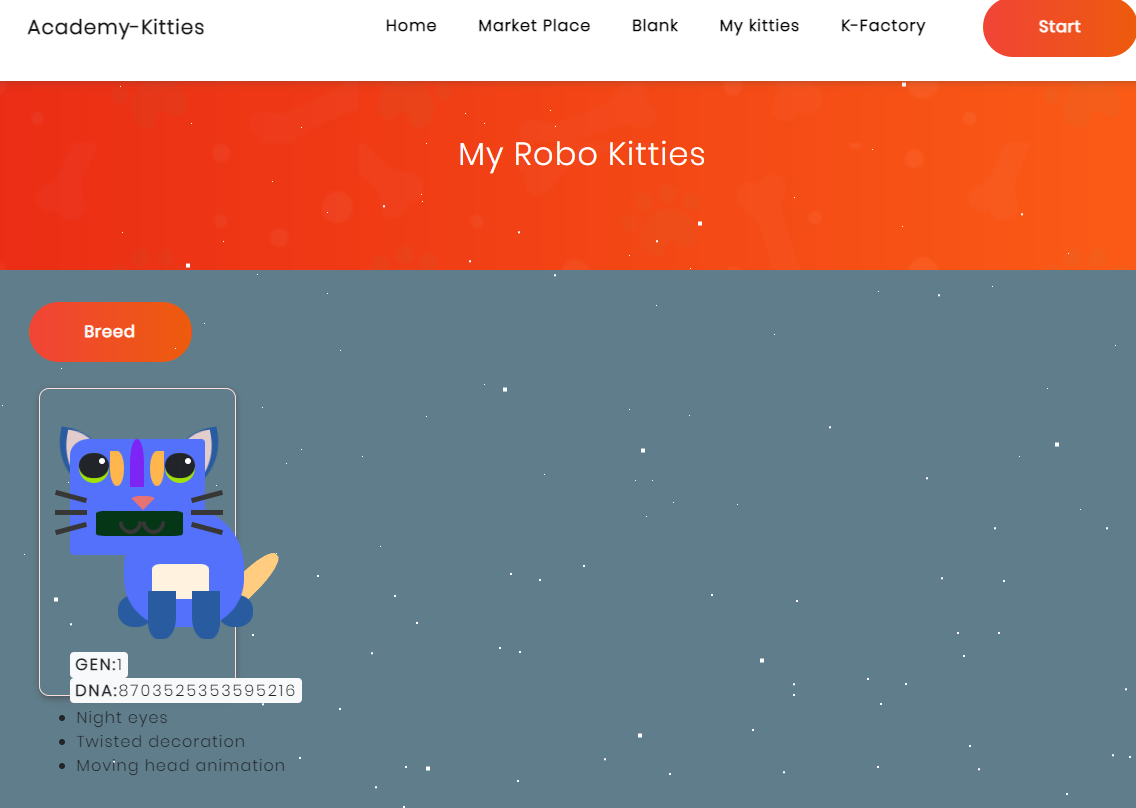 Academy-Kitties Home Market Place Blank My kitties K-Factory Start
My Robo Kitties
Breed
GEN:1
DNA:8703525353595216
Night eyes
Twisted decoration
Moving head animation